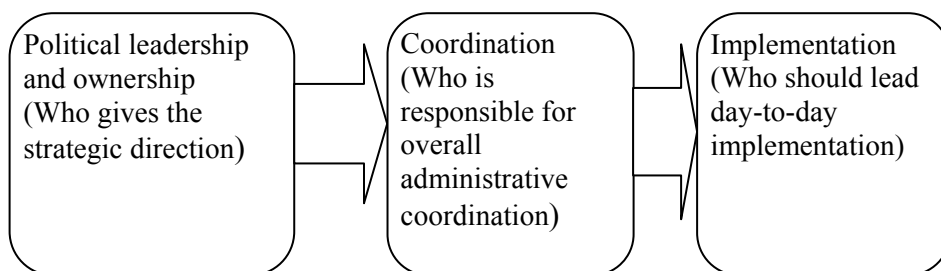 Political leadership
and ownership
(Who gives the
strategic direction)
Coordination
(Who is
responsible for
overall
administrative
coordination)
Implementation
(Who should lead
day-to-day
implementation)